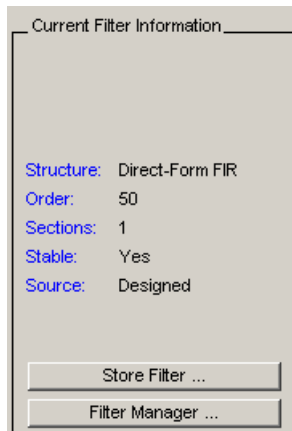 Current Filter Information
Structure: Direct-Form FIR
Order: 50
Sections: 1
Stable: Yes
Source: Designed
Store Filter ...
Filter Manager ...